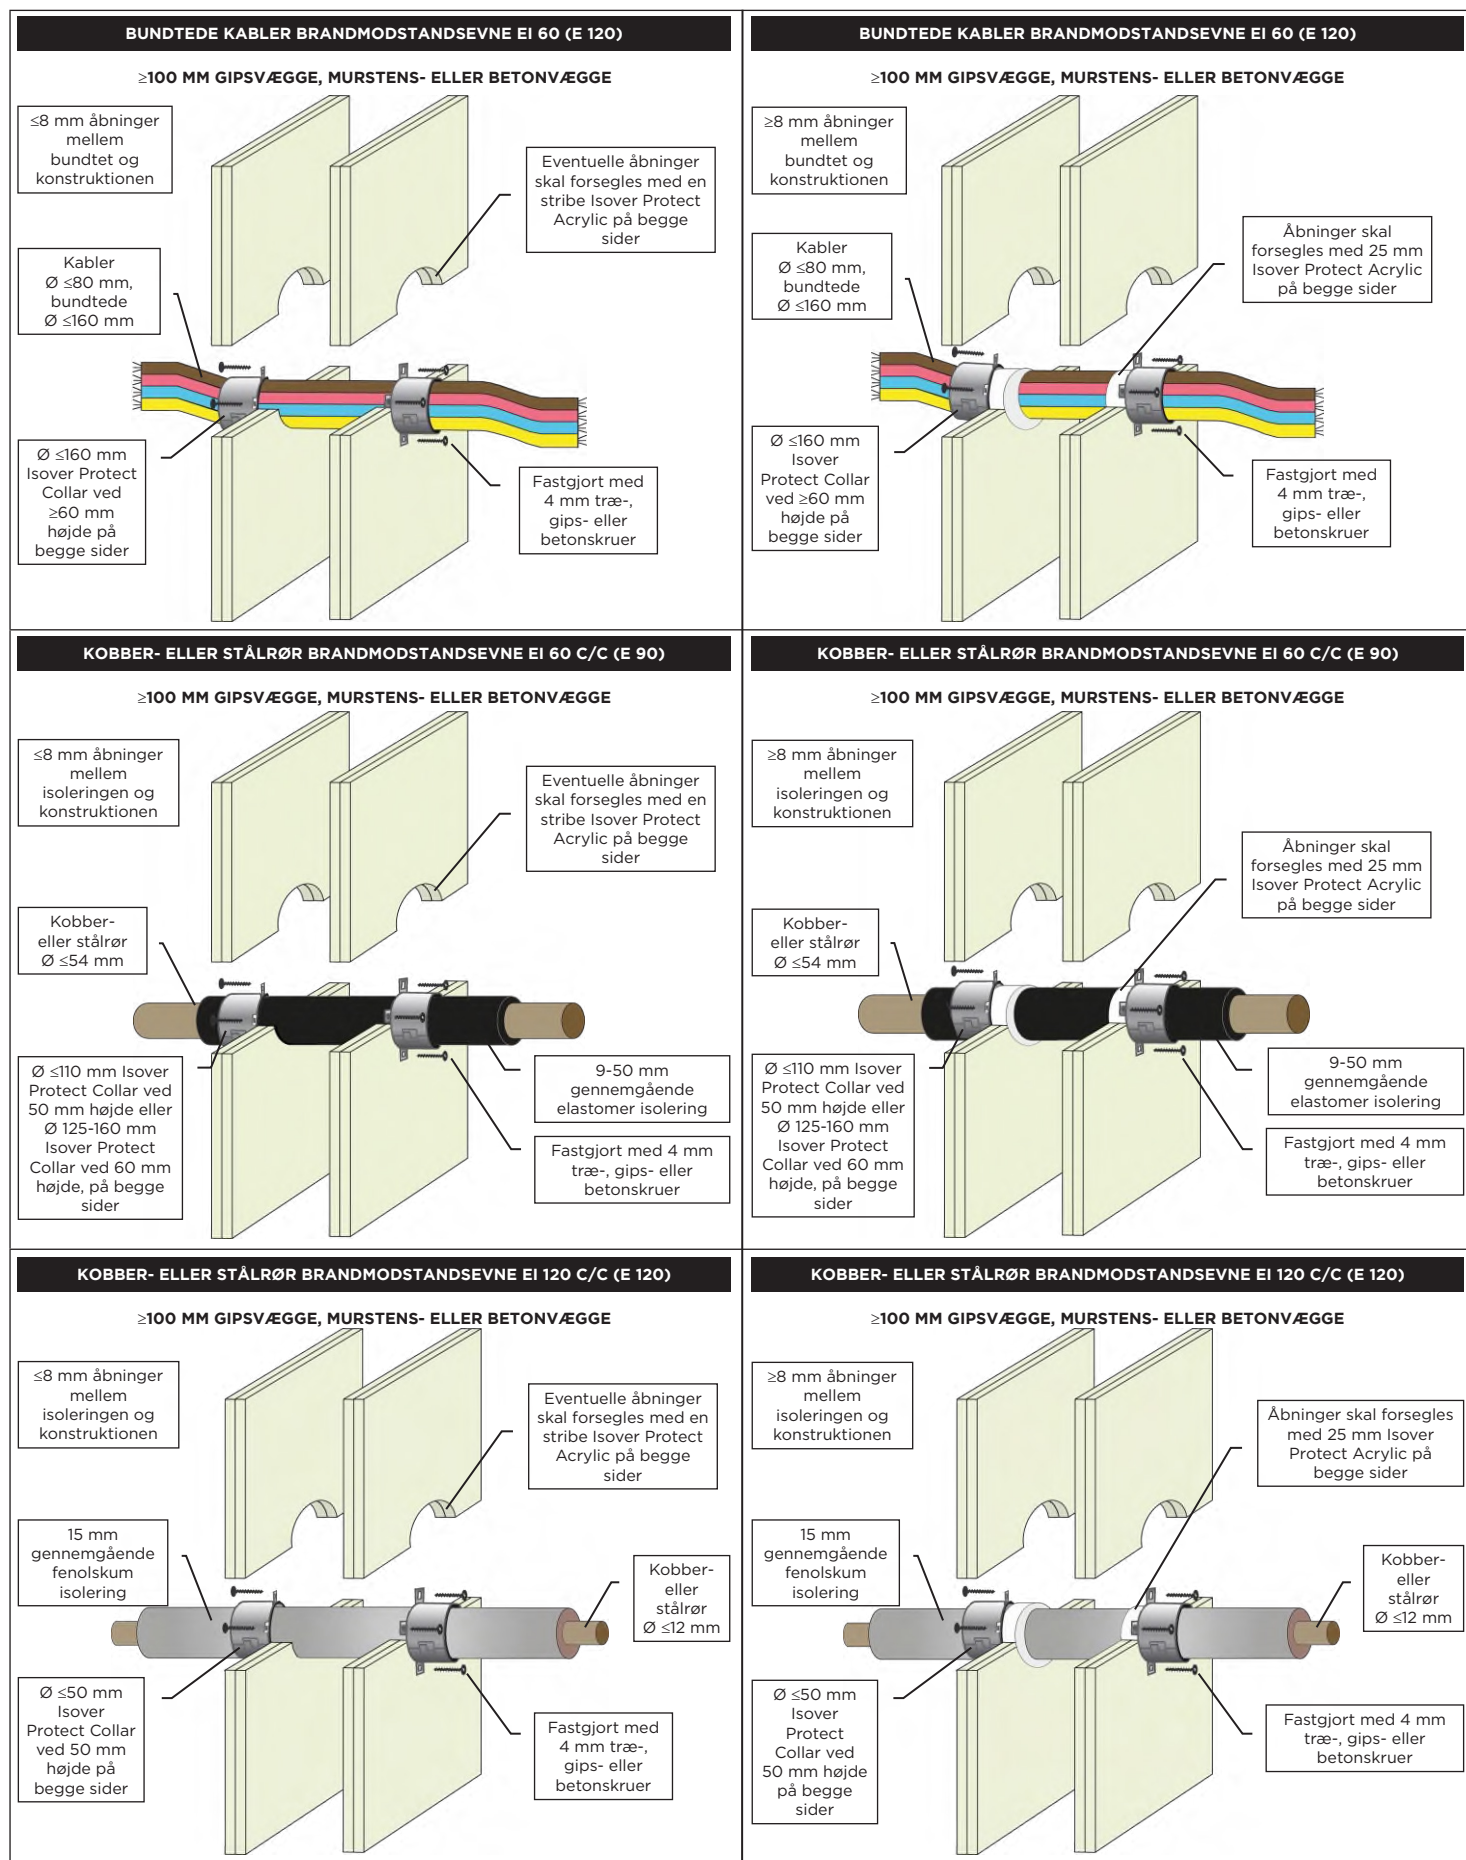 BUNDTEDE KABLER BRANDMODSTANDSEVNE EI 60 (E 120)
≥100 MM GIPSVÆGGE, MURSTENS- ELLER BETONVÆGGE
≤8 mm åbninger
mellem
bundtet og
konstruktionen
Eventuelle åbninger
skal forsegles med en
stribe Isover Protect
Acrylic på begge
sider
Kabler
Ø ≤80 mm,
bundtede
Ø ≤160 mm
Ø ≤160 mm
Isover Protect
Collar ved
≥60 mm
højde på
begge sider
Fastgjort med
4 mm træ-,
gips- eller
betonskruer
BUNDTEDE KABLER BRANDMODSTANDSEVNE EI 60 (E 120)
≥100 MM GIPSVÆGGE, MURSTENS- ELLER BETONVÆGGE
≥8 mm åbninger
mellem
bundtet og
konstruktionen
Åbninger skal
forsegles med 25 mm
Isover Protect Acrylic
på begge sider
Kabler
Ø ≤80 mm,
bundtede
Ø ≤160 mm
Ø ≤160 mm
Isover
Protect Collar
ved ≥60 mm
højde på
begge sider
Fastgjort med
4 mm træ-,
gips- eller
betonskruer
KOBBER- ELLER STÅLRØR BRANDMODSTANDSEVNE EI 60 C/C (E 90)
≥100 MM GIPSVÆGGE, MURSTENS- ELLER BETONVÆGGE
≤8 mm åbninger
mellem
isoleringen og
konstruktionen
Eventuelle åbninger
skal forsegles med en
stribe Isover Protect
Acrylic på begge
sider
Kobber-
eller stålrør
Ø ≤54 mm
Ø ≤110 mm Isover
Protect Collar ved
50 mm højde eller
Ø 125-160 mm
Isover Protect
Collar ved 60 mm
højde, på begge
sider
9-50 mm
gennemgående
elastomer isolering
Fastgjort med 4 mm
træ-, gips- eller
betonskruer
KOBBER- ELLER STÅLRØR BRANDMODSTANDSEVNE EI 60 C/C (E 90)
≥100 MM GIPSVÆGGE, MURSTENS- ELLER BETONVÆGGE
≥8 mm åbninger
mellem
isoleringen og
konstruktionen
Åbninger skal
forsegles med 25 mm
Isover Protect Acrylic
på begge sider
Kobber-
eller stålrør
Ø ≤54 mm
Ø ≤110 mm Isover
Protect Collar ved
50 mm højde eller
Ø 125-160 mm
Isover Protect
Collar ved 60 mm
højde, på begge
sider
9-50 mm
gennemgående
elastomer isolering
Fastgjort med 4 mm
træ-, gips- eller
betonskruer
KOBBER- ELLER STÅLRØR BRANDMODSTANDSEVNE EI 120 C/C (E 120)
≥100 MM GIPSVÆGGE, MURSTENS- ELLER BETONVÆGGE
≤8 mm åbninger
mellem
isoleringen og
konstruktionen
Eventuelle åbninger
skal forsegles med en
stribe Isover Protect
Acrylic på begge
sider
15 mm
gennemgående
fenolskum
isolering
Kobber-
eller
stålrør
Ø ≤12 mm
Ø ≤50 mm
Isover
Protect Collar
ved 50 mm
højde på
begge sider
Fastgjort med
4 mm træ-,
gips- eller
betonskruer
KOBBER- ELLER STÅLRØR BRANDMODSTANDSEVNE EI 120 C/C (E 120)
≥100 MM GIPSVÆGGE, MURSTENS- ELLER BETONVÆGGE
≥8 mm åbninger
mellem
isoleringen og
konstruktionen
Åbninger skal forsegles
med 25 mm Isover
Protect Acrylic på
begge sider
15 mm
gennemgående
fenolskum
isolering
Kobber-
eller
stålrør
Ø ≤12 mm
Ø ≤50 mm
Isover
Protect
Collar ved
50 mm højde
på begge
sider
Fastgjort med 4 mm
træ-, gips- eller
betonskruer